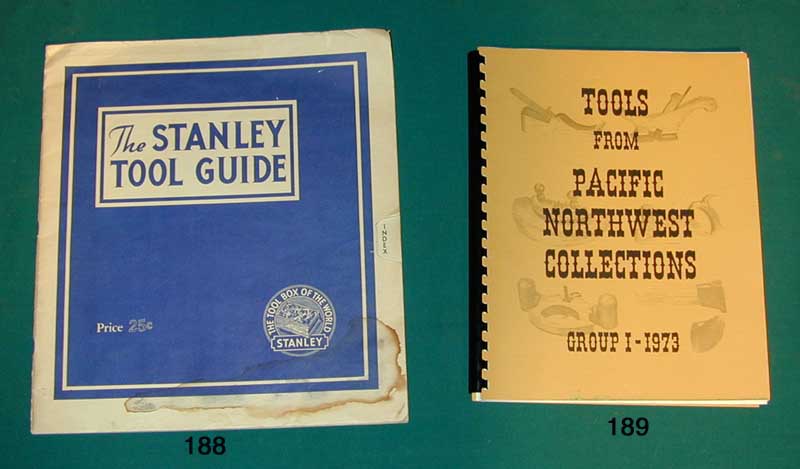 The STANLEY
TOOL GUIDE
INDEX
Price 25¢
THE TOOL BOX OF THE WORLD
STANLEY
188
TOOLS
FROM
PACIFIC
NORTHWEST
COLLECTIONS
GROUP I - 1973
189